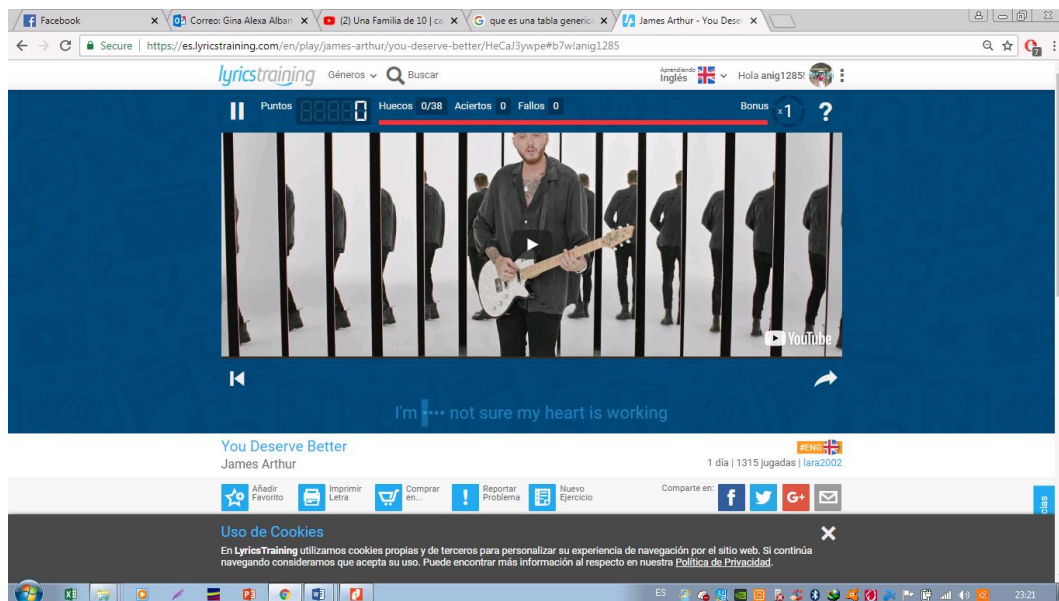 Facebook
Correo: Gina Alexa Alban
(2) Una Familia de 10 | ca
que es una tabla generica
James Arthur - You Dese
Secure | https://es.lyricstraining.com/en/play/james-arthur/you-deserve-better/HeCaJ3ywpe#b7w!anig1285
lyricstraining Géneros Buscar
Aprendiendo Inglés Hola anig1285!
Puntos 0 Huecos 0/38 Aciertos 0 Fallos 0 Bonus x1 ?
YouTube
I'm •••• not sure my heart is working
You Deserve Better
#ENG
James Arthur
1 día | 1315 jugadas | lara2002
Añadir Favorito
Imprimir Letra
Comprar en...
Reportar Problema
Nuevo Ejercicio
Comparte en:
Uso de Cookies
En LyricsTraining utilizamos cookies propias y de terceros para personalizar su experiencia de navegación por el sitio web. Si continúa
navegando consideramos que acepta su uso. Puede encontrar más información al respecto en nuestra Política de Privacidad.
ES
23:21